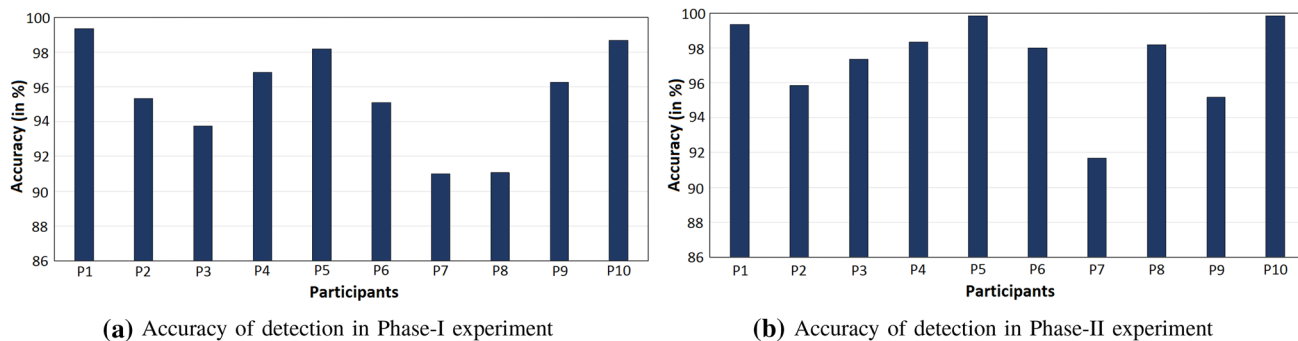 100
98
96
94
92
90
88
86
Accuracy (in %)
P1 P2 P3 P4 P5 P6 P7 P8 P9 P10
Participants
(a) Accuracy of detection in Phase-I experiment
100
98
96
94
92
90
88
86
Accuracy (in %)
P1 P2 P3 P4 P5 P6 P7 P8 P9 P10
Participants
(b) Accuracy of detection in Phase-II experiment